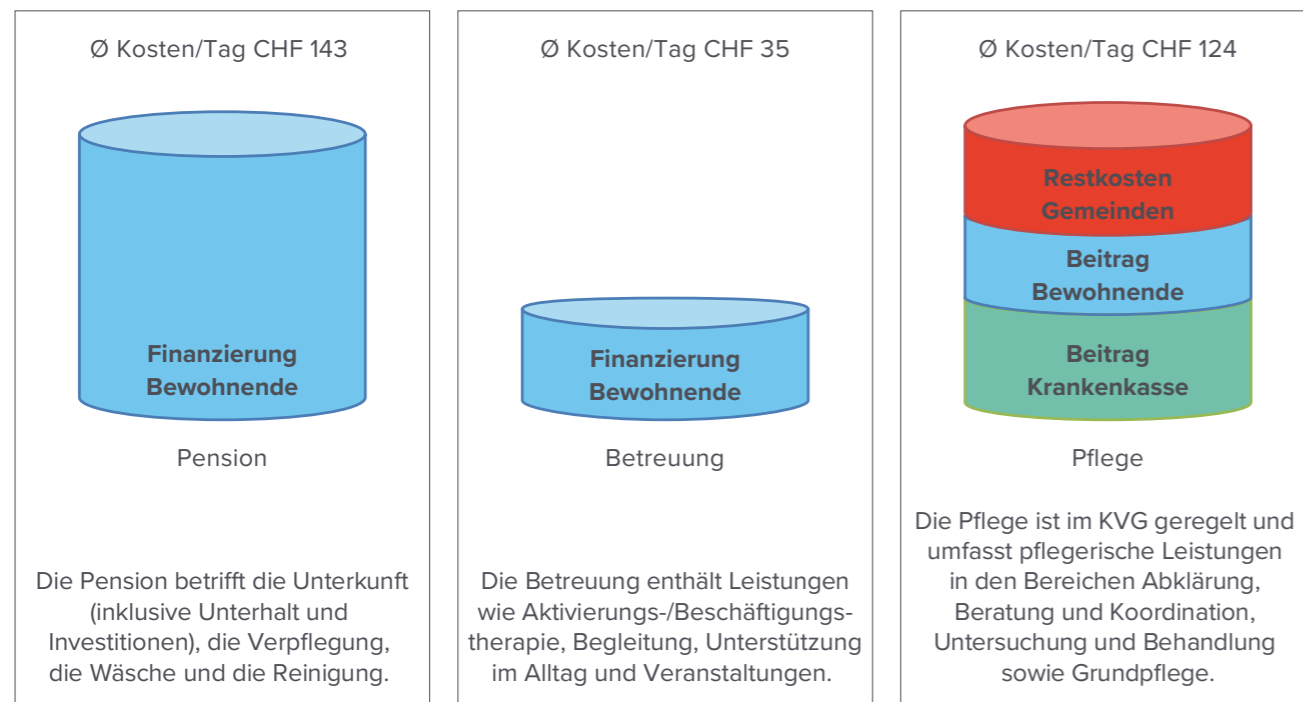 Ø Kosten/Tag CHF 143
Finanzierung
Bewohnende
Pension
Die Pension betrifft die Unterkunft
(inklusive Unterhalt und
Investitionen), die Verpflegung,
die Wäsche und die Reinigung.
Ø Kosten/Tag CHF 35
Finanzierung
Bewohnende
Betreuung
Die Betreuung enthält Leistungen
wie Aktivierungs-/Beschäftigungs-
therapie, Begleitung, Unterstützung
im Alltag und Veranstaltungen.
Ø Kosten/Tag CHF 124
Restkosten
Gemeinden
Beitrag
Bewohnende
Beitrag
Krankenkasse
Pflege
Die Pflege ist im KVG geregelt und
umfasst pflegerische Leistungen
in den Bereichen Abklärung,
Beratung und Koordination,
Untersuchung und Behandlung
sowie Grundpflege.